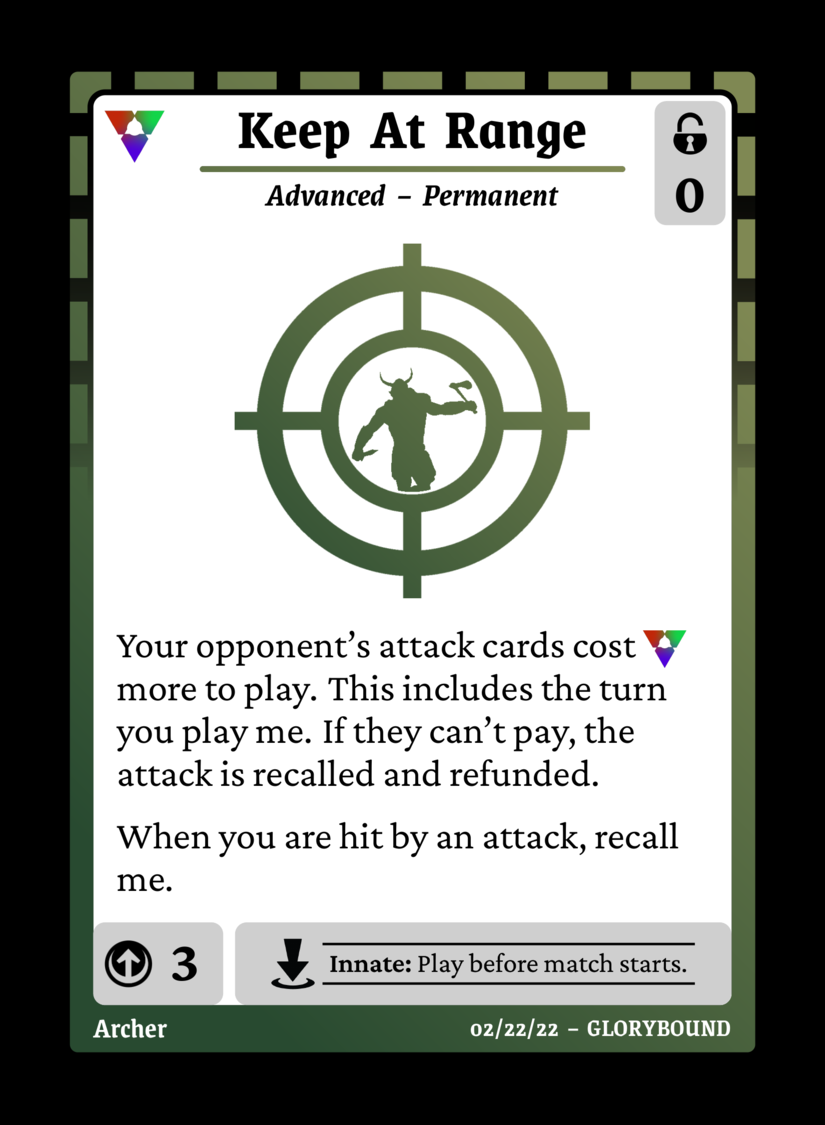 Keep At Range
Advanced – Permanent
0
Your opponent’s attack cards cost
more to play. This includes the turn
you play me. If they can’t pay, the
attack is recalled and refunded.
When you are hit by an attack, recall
me.
3
Innate: Play before match starts.
Archer
02/22/22 – GLORYBOUND